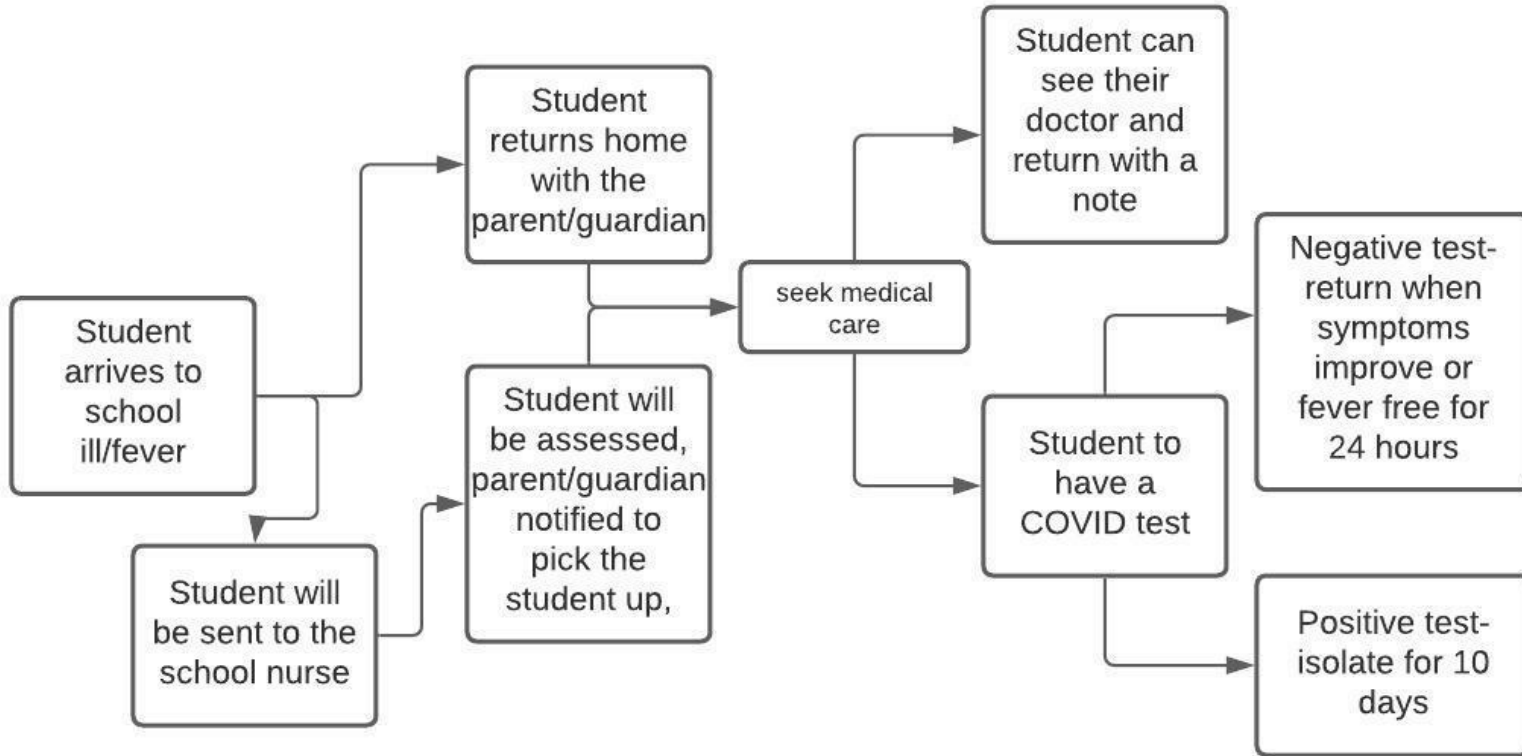 Student
arrives to
school
ill/fever
Student will
be sent to the
school nurse
Student
returns home
with the
parent/guardian
Student will
be assessed,
parent/guardian
notified to
pick the
student up,
seek medical
care
Student can
see their
doctor and
return with a
note
Student to
have a
COVID test
Negative test-
return when
symptoms
improve or
fever free for
24 hours
Positive test-
isolate for 10
days